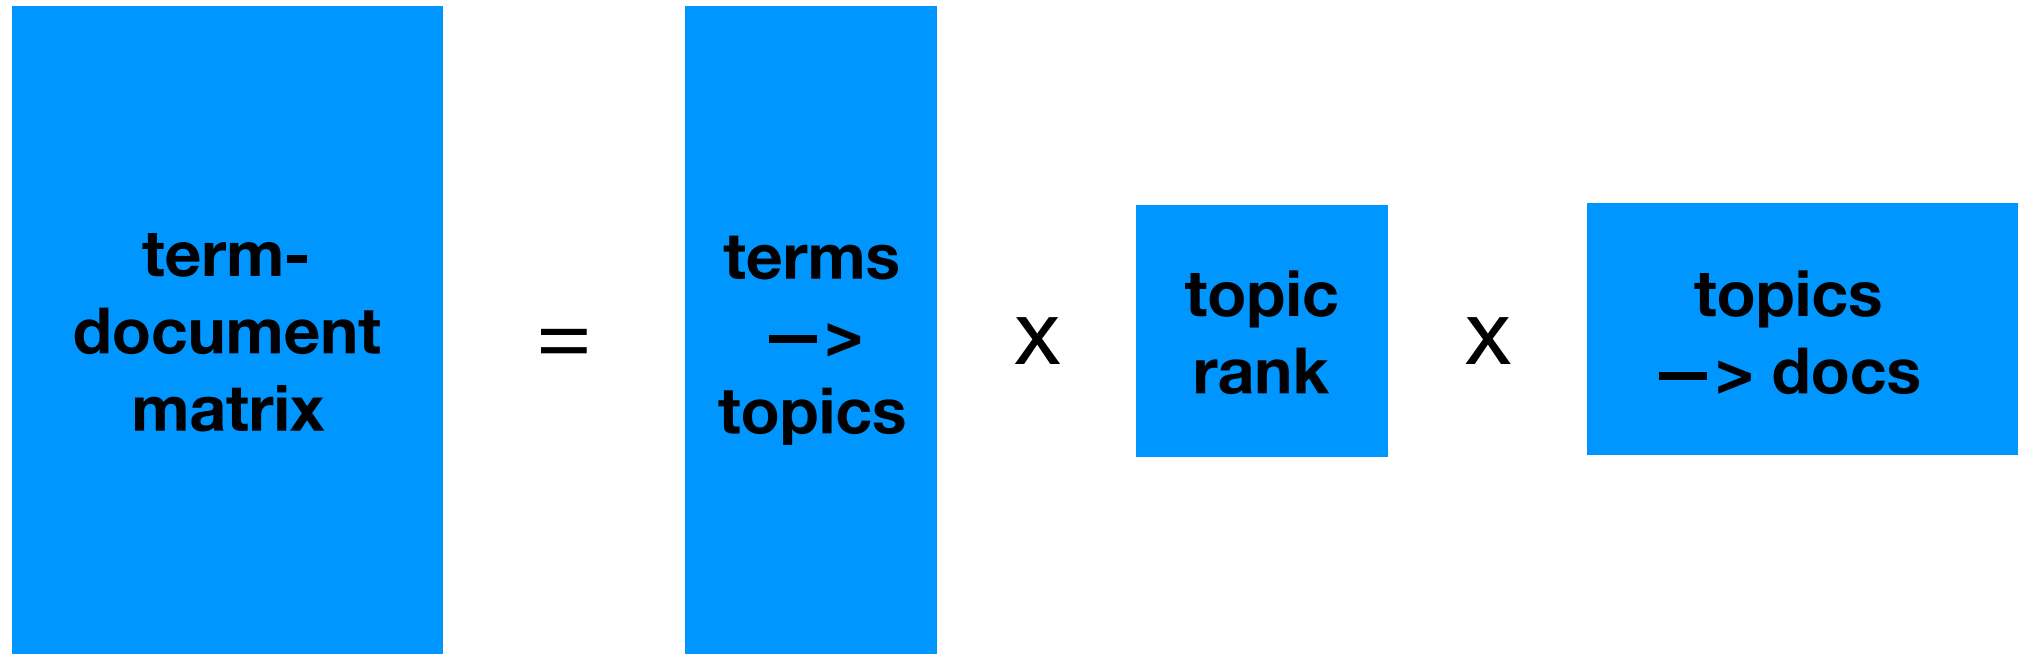 term-
document
matrix
=
terms
—>
topics
x
topic
rank
x
topics
—> docs